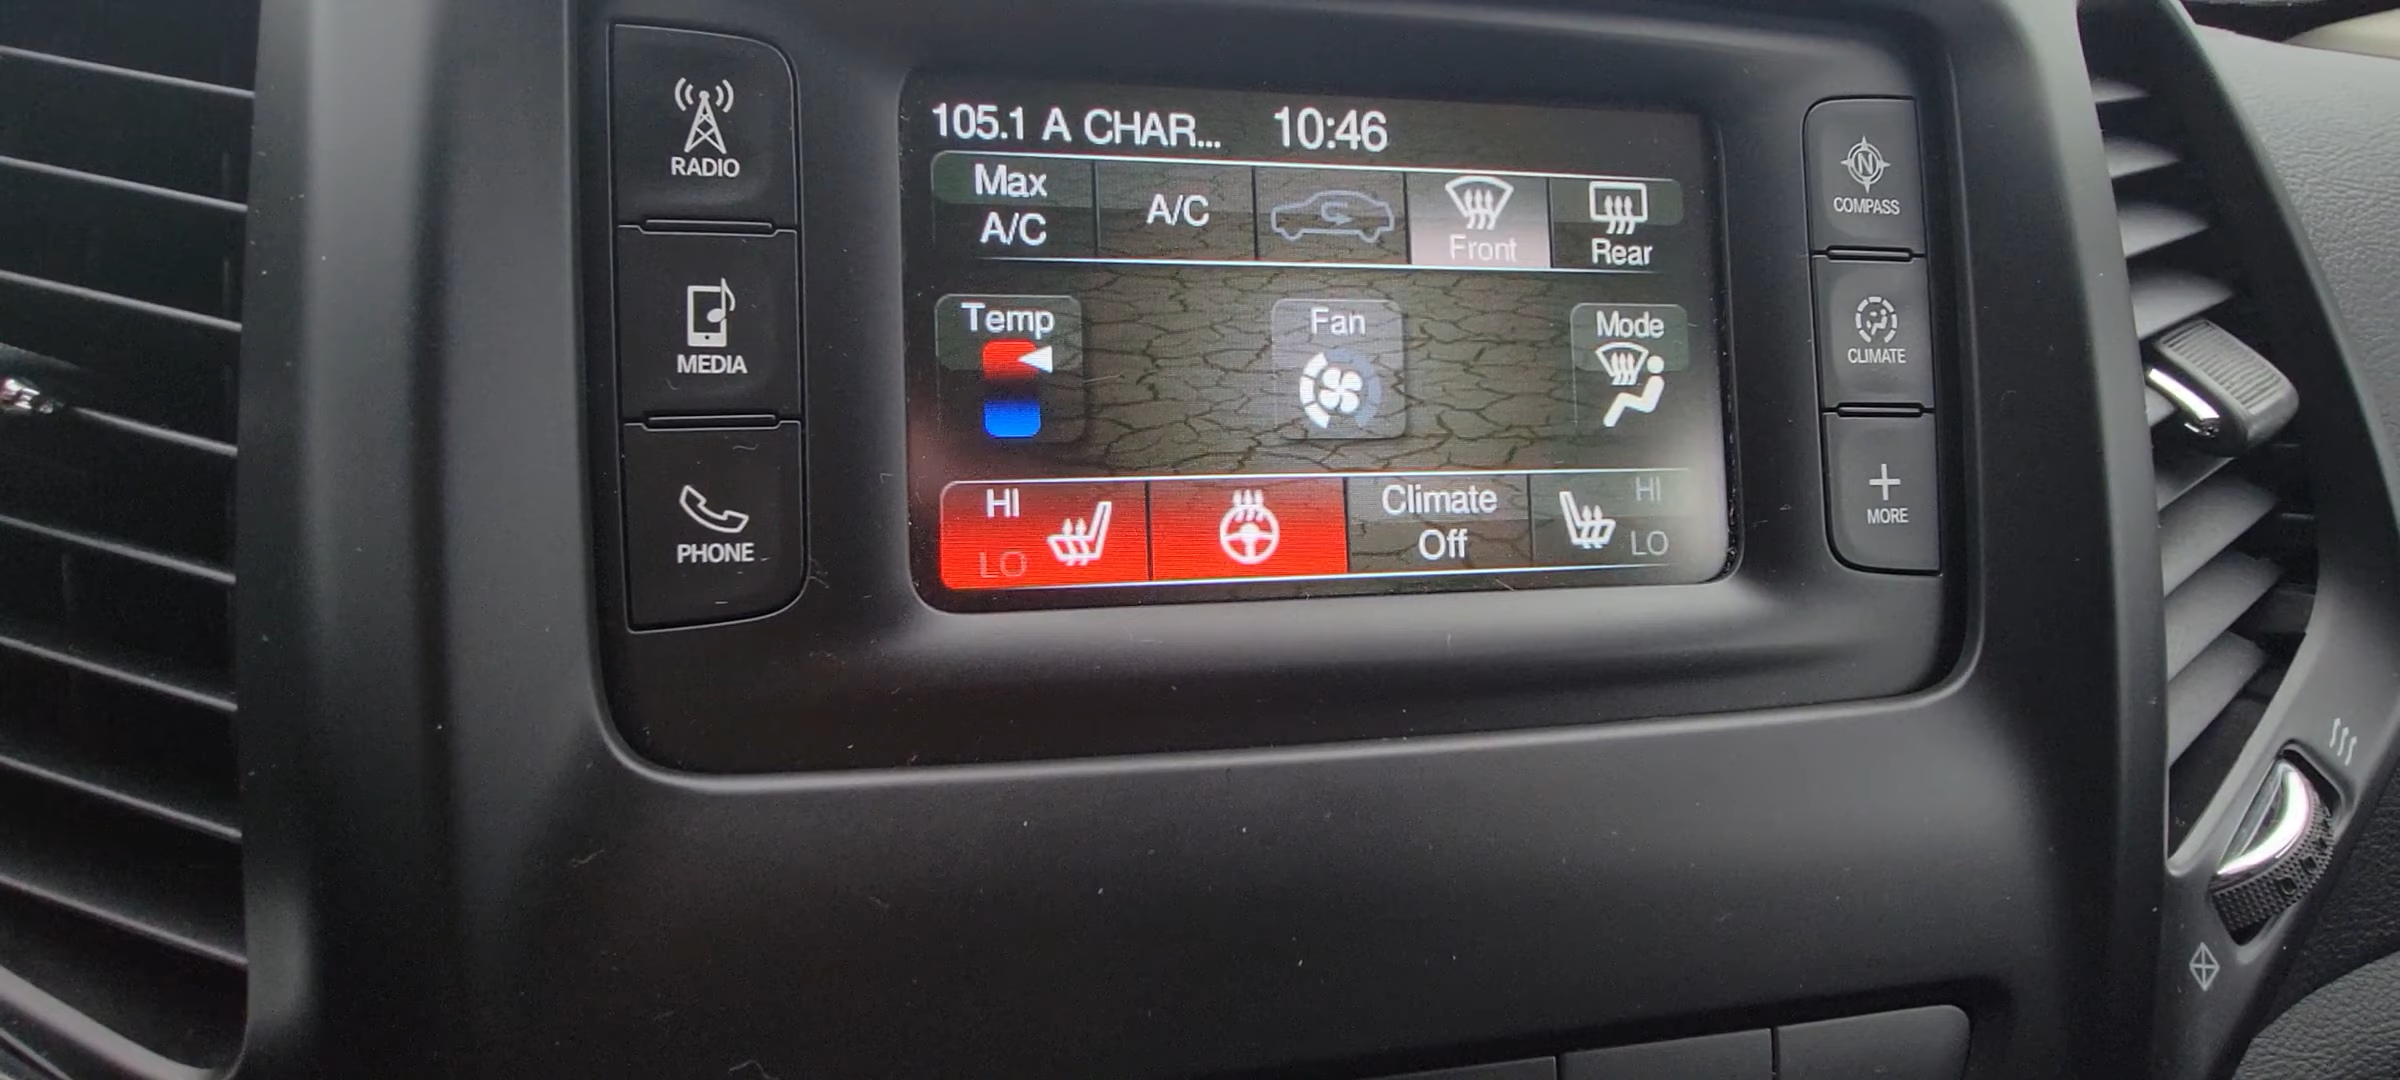 105.1 A CHAR... 10:46
RADIO
MEDIA
PHONE
Max
A/C
A/C
Front
Rear
Temp
Fan
Mode
HI
LO
Climate
Off
HI
LO
N
COMPASS
CLIMATE
+
MORE